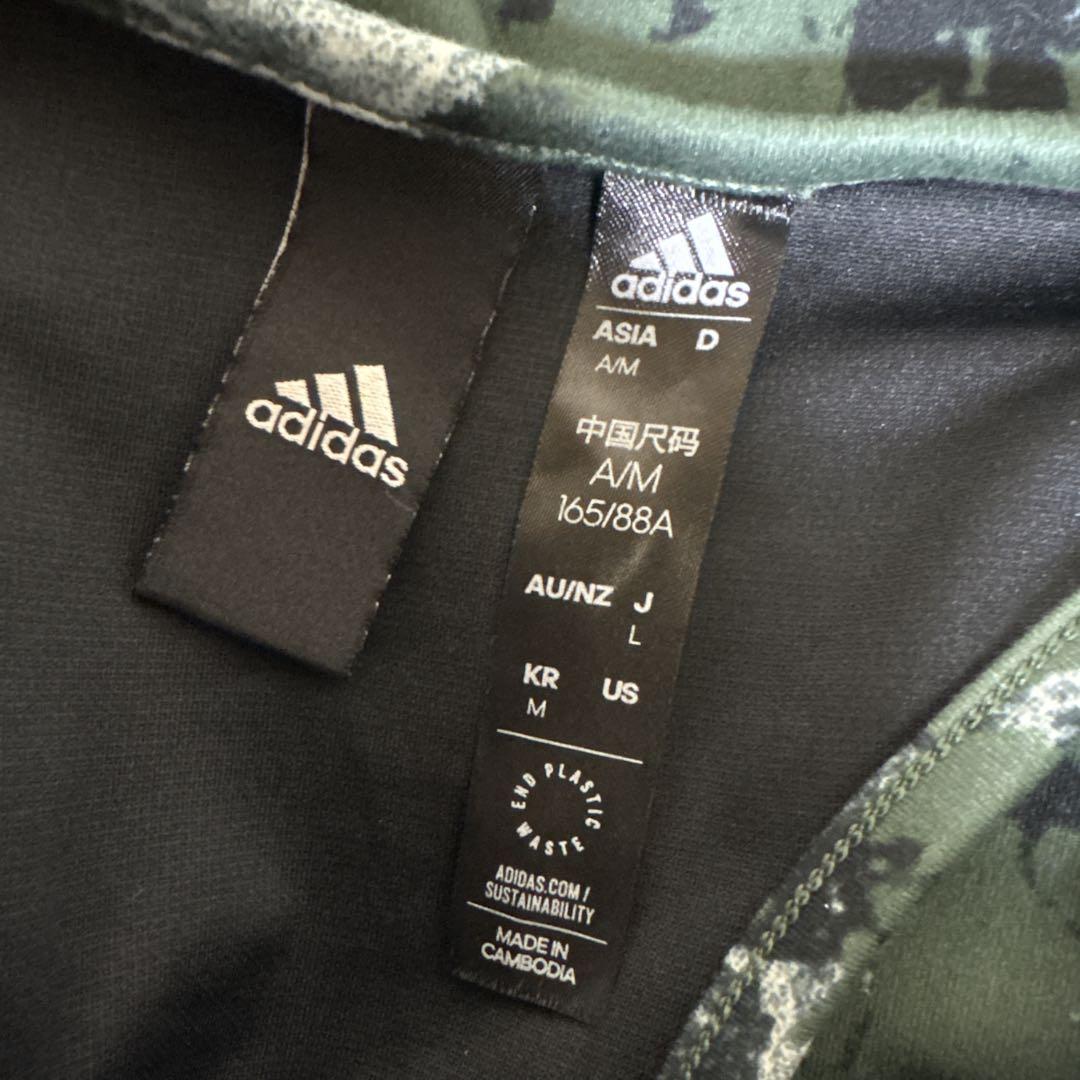 adidas
adidas
ASIA D
A/M
中国尺码
A/M
165/88A
AU/NZ J
L
KR US
M
END PLASTIC WASTE
ADIDAS.COM/
SUSTAINABILITY
MADE IN
CAMBODIA